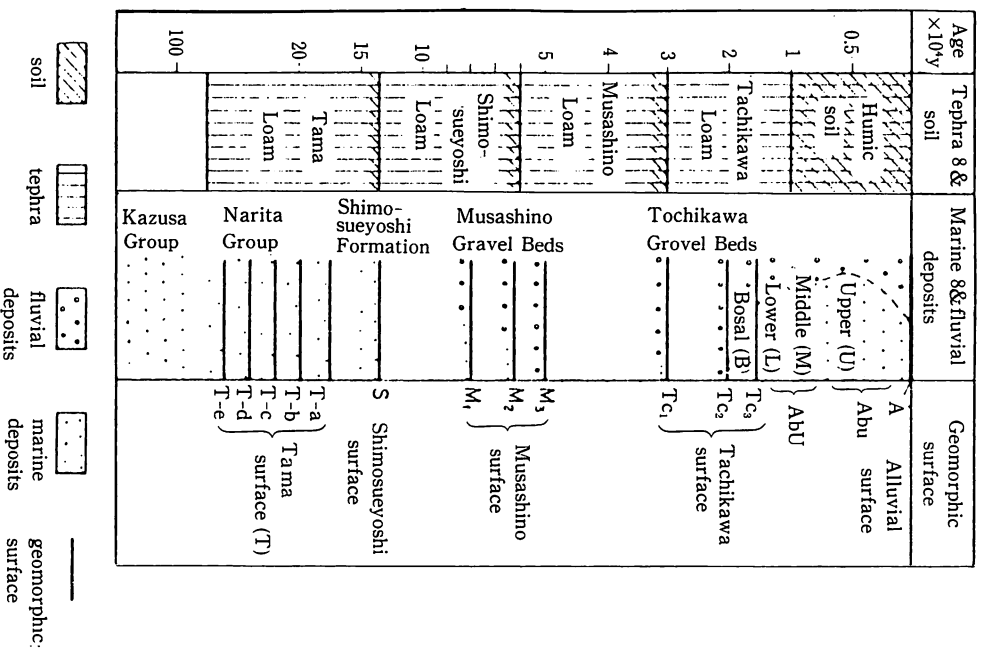 Age
×10⁴y
Tephra 8 &
soil
Marine 8&fluvial
deposits
Geomorphic
surface
0.5
1
2
3
4
5
10
15
20
100
Humic
soil
Tachikawa
Loam
Musashino
Loam
Shimo-
sueyoshi
Loam
Tama
Loam
Upper (U)
Middle (M)
Lower (L)
Bosal (B)
Tochikawa
Grovel Beds
Musashino
Gravel Beds
Shimo-
sueyoshi
Formation
Narita
Group
Kazusa
Group
A
Alluvial
surface
Abu
AbU
Tc₃
Tc₂
Tc₁
Tachikawa
surface
M₃
M₂
M₁
Musashino
surface
S
Shimosueyoshi
surface
T-a
T-b
T-c
T-d
T-e
Tama
surface (T)
soil
tephra
fluvial
deposits
marine
deposits
geomorphic:
surface